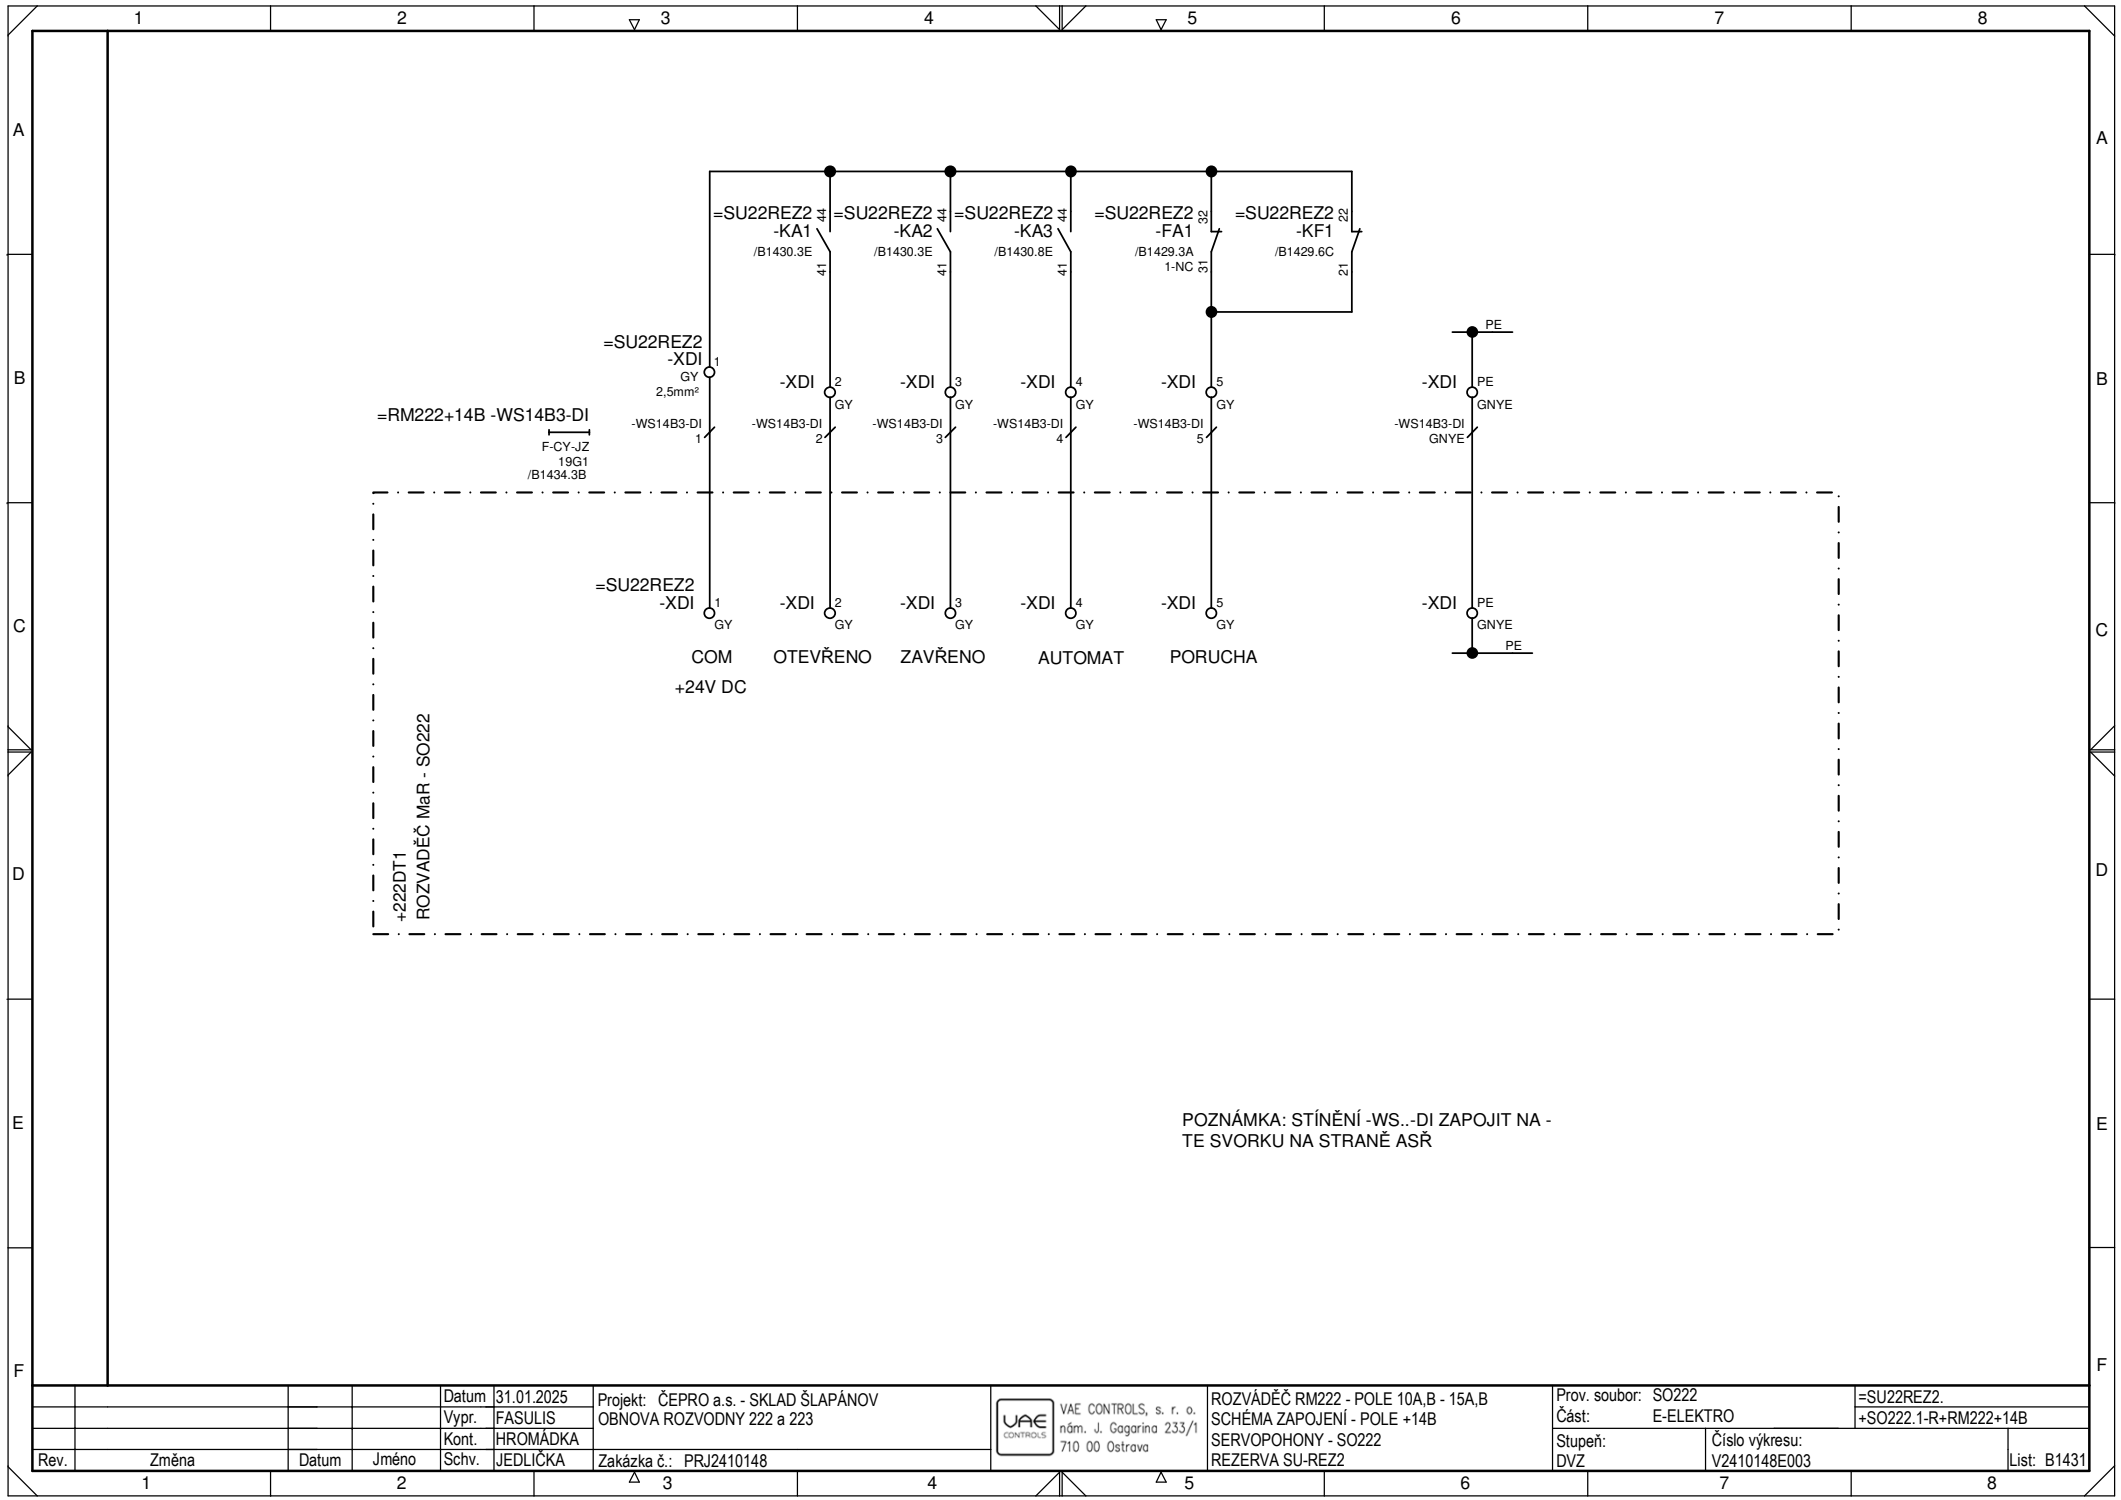 1 2 3 4 5 6 7 8
A A
=SU22REZ2 44 =SU22REZ2 44 =SU22REZ2 44 =SU22REZ2 32 =SU22REZ2 22
-KA1 -KA2 -KA3 -FA1 -KF1
/B1430.3E /B1430.3E /B1430.8E /B1429.3A /B1429.6C
41 41 41 1-NC 31 21
PE
=SU22REZ2
-XDI 1
GY
2,5mm²
B B
-XDI 2 -XDI 3 -XDI 4 -XDI 5 -XDI PE
GY GY GY GY GNYE
=RM222+14B -WS14B3-DI
F-CY-JZ
19G1
/B1434.3B
-WS14B3-DI -WS14B3-DI -WS14B3-DI -WS14B3-DI -WS14B3-DI -WS14B3-DI
1 2 3 4 5 GNYE
=SU22REZ2
-XDI 1 -XDI 2 -XDI 3 -XDI 4 -XDI 5 -XDI PE
GY GY GY GY GY GNYE
C C
PE
COM OTEVŘENO ZAVŘENO AUTOMAT PORUCHA
+24V DC
+222DT1
ROZVADĚČ MaR - SO222
D D
E E
POZNÁMKA: STÍNĚNÍ -WS..-DI ZAPOJIT NA -
TE SVORKU NA STRANĚ ASŘ
F F
Datum 31.01.2025
Vypr. FASULIS
Kont. HROMÁDKA
Rev. Změna Datum Jméno Schv. JEDLIČKA
Projekt: ČEPRO a.s. - SKLAD ŠLAPÁNOV
OBNOVA ROZVODNY 222 a 223
Zakázka č.: PRJ2410148
VAE
CONTROLS
VAE CONTROLS, s. r. o.
nám. J. Gagarina 233/1
710 00 Ostrava
ROZVÁDĚČ RM222 - POLE 10A,B - 15A,B
SCHÉMA ZAPOJENÍ - POLE +14B
SERVOPOHONY - SO222
REZERVA SU-REZ2
Prov. soubor: SO222
Část: E-ELEKTRO
Stupeň:
DVZ
=SU22REZ2.
+SO222.1-R+RM222+14B
Číslo výkresu:
V2410148E003
List: B1431
1 2 3 4 5 6 7 8